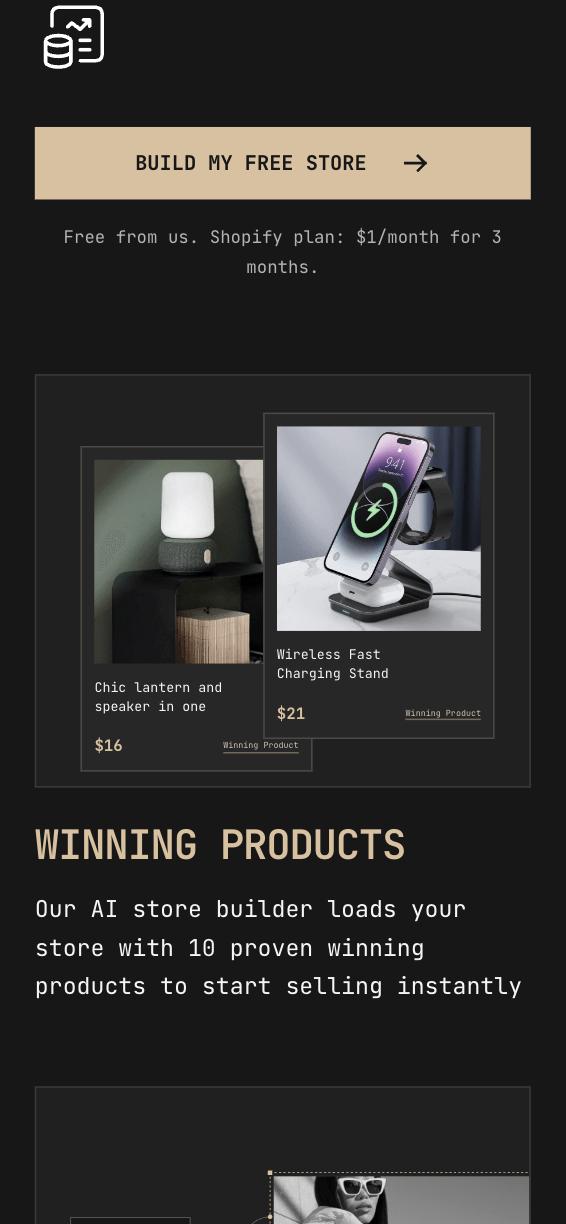 BUILD MY FREE STORE
Free from us. Shopify plan: $1/month for 3
months.
9:41
Wireless Fast
Charging Stand
$21
Winning Product
Chic lantern and
speaker in one
$16
Winning Product
WINNING PRODUCTS
Our AI store builder loads your
store with 10 proven winning
products to start selling instantly